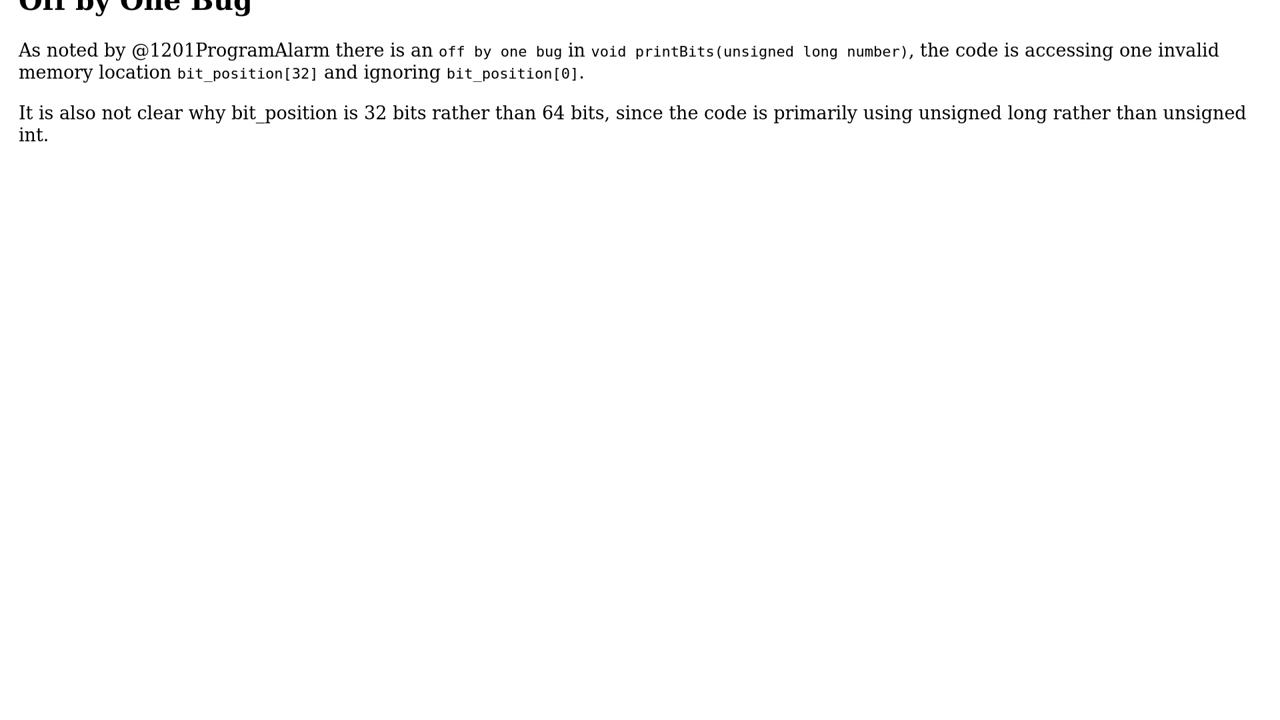 Off by One Bug
As noted by @1201ProgramAlarm there is an off by one bug in void printBits(unsigned long number), the code is accessing one invalid
memory location bit_position[32] and ignoring bit_position[0].
It is also not clear why bit_position is 32 bits rather than 64 bits, since the code is primarily using unsigned long rather than unsigned
int.